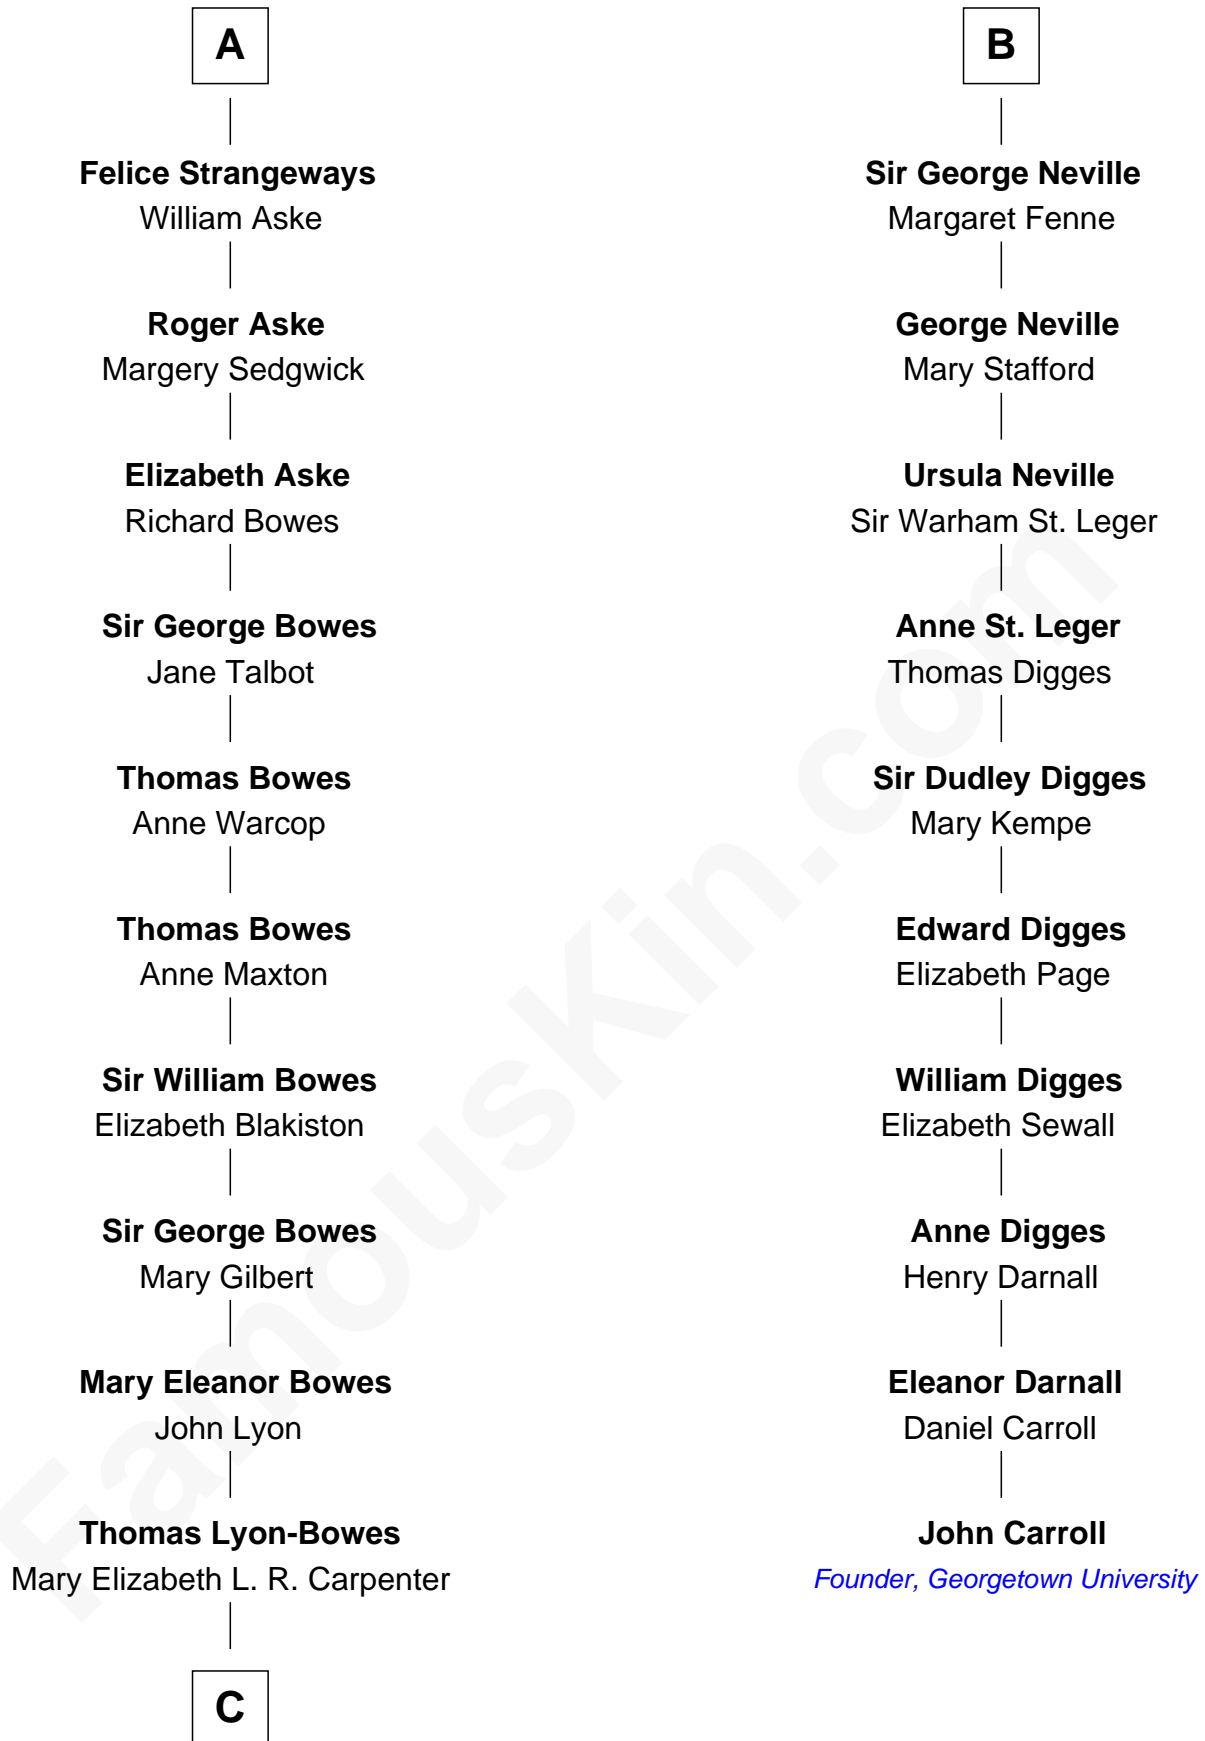 A
Felice Strangeways
William Aske
Roger Aske
Margery Sedgwick
Elizabeth Aske
Richard Bowes
Sir George Bowes
Jane Talbot
Thomas Bowes
Anne Warcop
Thomas Bowes
Anne Maxton
Sir William Bowes
Elizabeth Blakiston
Sir George Bowes
Mary Gilbert
Mary Eleanor Bowes
John Lyon
Thomas Lyon-Bowes
Mary Elizabeth L. R. Carpenter
C
B
Sir George Neville
Margaret Fenne
George Neville
Mary Stafford
Ursula Neville
Sir Warham St. Leger
Anne St. Leger
Thomas Digges
Sir Dudley Digges
Mary Kempe
Edward Digges
Elizabeth Page
William Digges
Elizabeth Sewall
Anne Digges
Henry Darnall
Eleanor Darnall
Daniel Carroll
John Carroll
Founder, Georgetown University
FamousKin.com